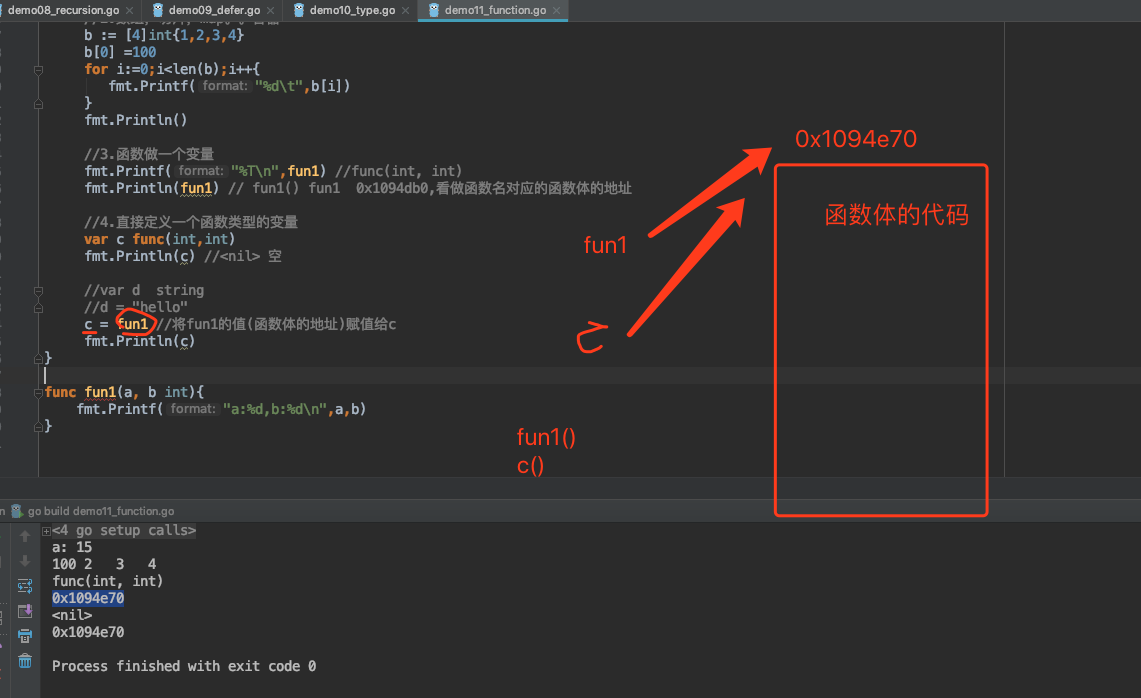 demo08_recursion.go
demo09_defer.go
demo10_type.go
demo11_function.go
b := [4]int{1,2,3,4}
b[0] =100
for i:=0;i<len(b);i++{
fmt.Printf( format: "%d\t",b[i])
}
fmt.Println()
//3.函数做一个变量
fmt.Printf( format: "%T\n",fun1) //func(int, int)
fmt.Println(fun1) // fun1() fun1  0x1094db0,看做函数名对应的函数体的地址
//4.直接定义一个函数类型的变量
var c func(int,int)
fmt.Println(c) //<nil> 空
//var d  string
//d = "hello"
c = fun1 //将fun1的值(函数体的地址)赋值给c
fmt.Println(c)
}
func fun1(a, b int){
fmt.Printf( format: "a:%d,b:%d\n",a,b)
}
0x1094e70
函数体的代码
fun1
c
fun1()
c()
go build demo11_function.go
<4 go setup calls>
a: 15
100 2   3   4
func(int, int)
0x1094e70
<nil>
0x1094e70
Process finished with exit code 0